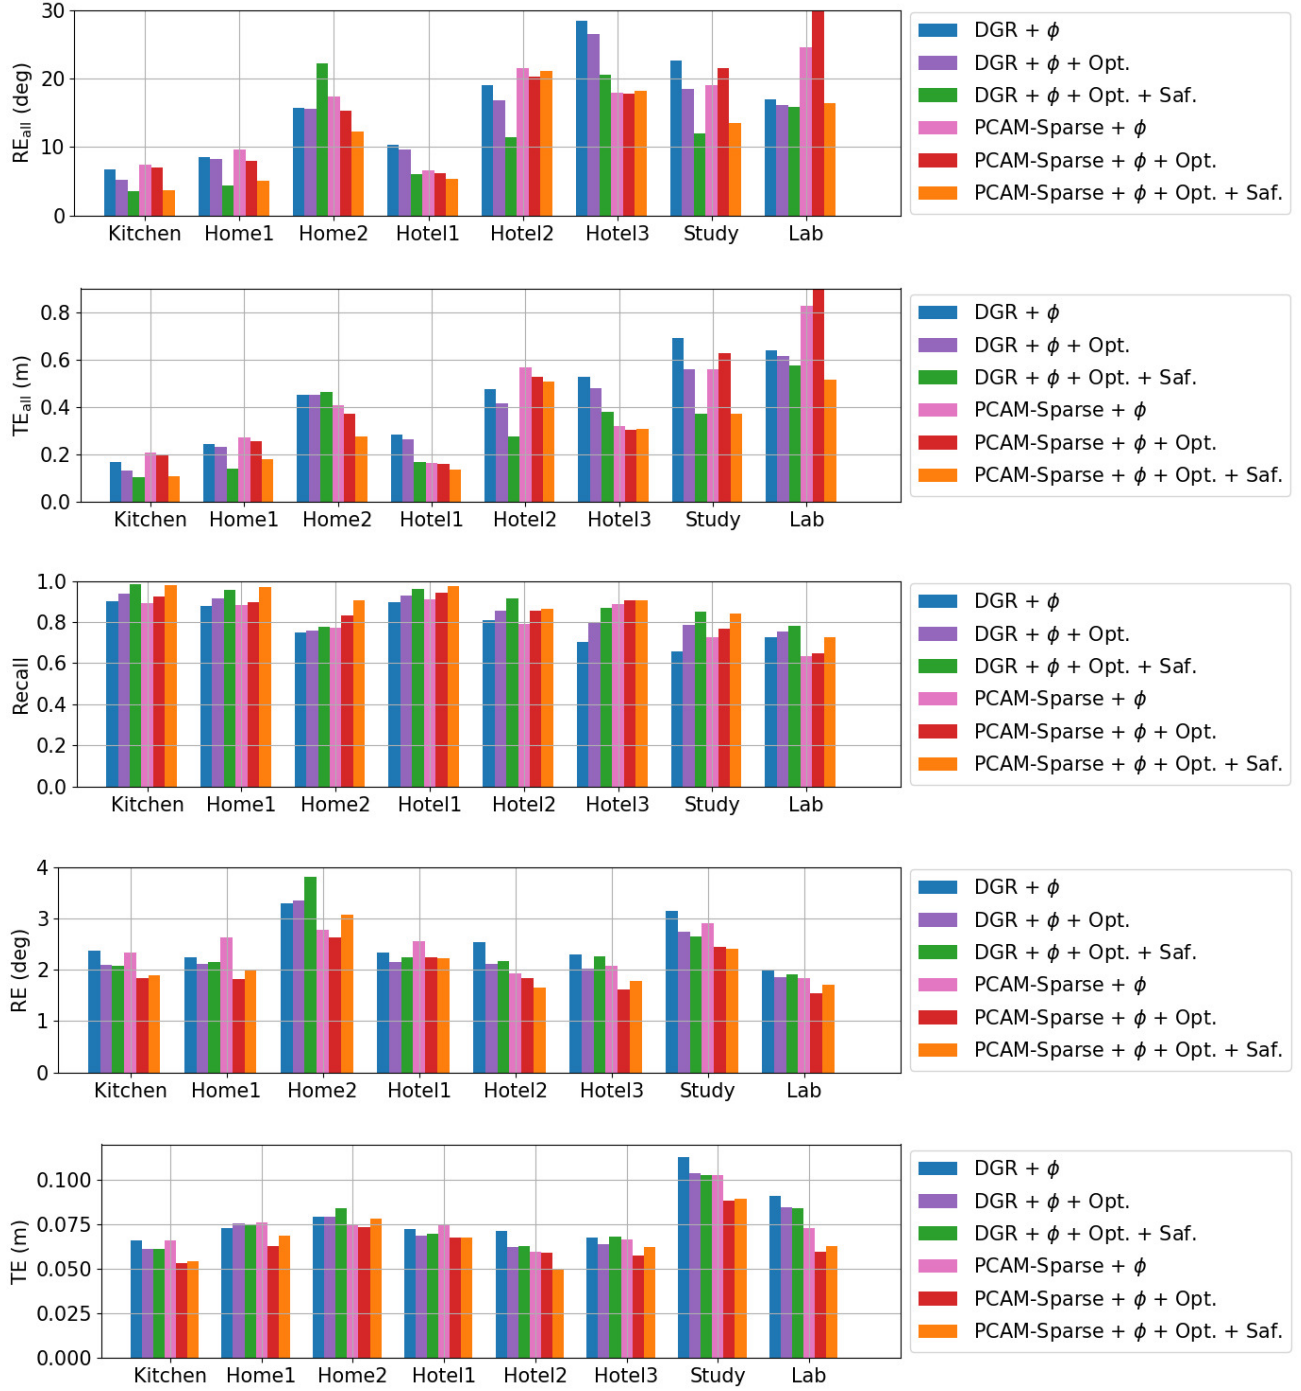 30
20
10
0
RE_all (deg)
Kitchen Home1 Home2 Hotel1 Hotel2 Hotel3 Study Lab
DGR + ϕ
DGR + ϕ + Opt.
DGR + ϕ + Opt. + Saf.
PCAM-Sparse + ϕ
PCAM-Sparse + ϕ + Opt.
PCAM-Sparse + ϕ + Opt. + Saf.
0.8
0.6
0.4
0.2
0.0
TE_all (m)
Kitchen Home1 Home2 Hotel1 Hotel2 Hotel3 Study Lab
DGR + ϕ
DGR + ϕ + Opt.
DGR + ϕ + Opt. + Saf.
PCAM-Sparse + ϕ
PCAM-Sparse + ϕ + Opt.
PCAM-Sparse + ϕ + Opt. + Saf.
1.0
0.8
0.6
0.4
0.2
0.0
Recall
Kitchen Home1 Home2 Hotel1 Hotel2 Hotel3 Study Lab
DGR + ϕ
DGR + ϕ + Opt.
DGR + ϕ + Opt. + Saf.
PCAM-Sparse + ϕ
PCAM-Sparse + ϕ + Opt.
PCAM-Sparse + ϕ + Opt. + Saf.
4
3
2
1
0
RE (deg)
Kitchen Home1 Home2 Hotel1 Hotel2 Hotel3 Study Lab
DGR + ϕ
DGR + ϕ + Opt.
DGR + ϕ + Opt. + Saf.
PCAM-Sparse + ϕ
PCAM-Sparse + ϕ + Opt.
PCAM-Sparse + ϕ + Opt. + Saf.
0.100
0.075
0.050
0.025
0.000
TE (m)
Kitchen Home1 Home2 Hotel1 Hotel2 Hotel3 Study Lab
DGR + ϕ
DGR + ϕ + Opt.
DGR + ϕ + Opt. + Saf.
PCAM-Sparse + ϕ
PCAM-Sparse + ϕ + Opt.
PCAM-Sparse + ϕ + Opt. + Saf.